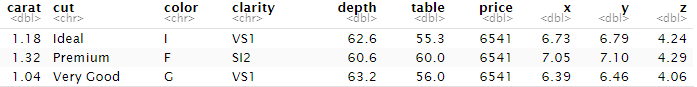 carat cut color clarity depth table price x y z
<dbl> <chr> <chr> <chr> <dbl> <dbl> <dbl> <dbl> <dbl> <dbl>
1.18 Ideal I VS1 62.6 55.3 6541 6.73 6.79 4.24
1.32 Premium F SI2 60.6 60.0 6541 7.05 7.10 4.29
1.04 Very Good G VS1 63.2 56.0 6541 6.39 6.46 4.06